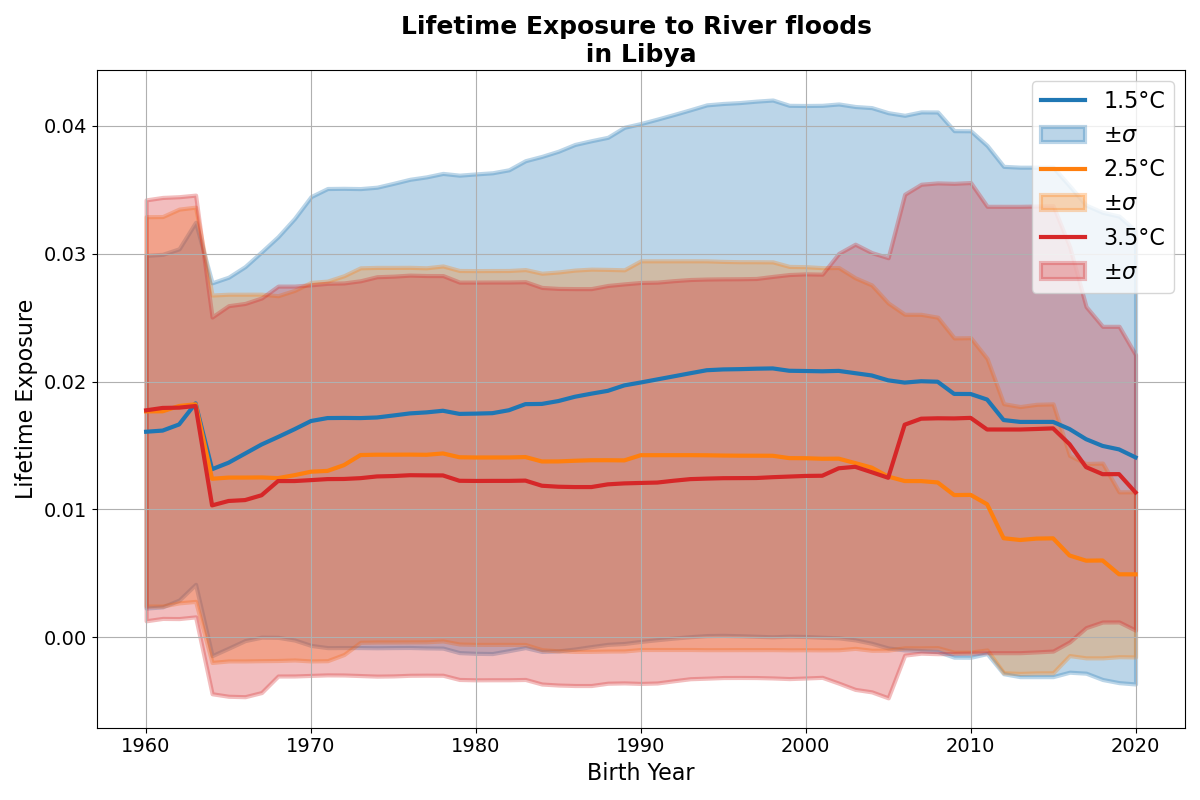 Lifetime Exposure to River floods
in Libya
Lifetime Exposure
0.04
0.03
0.02
0.01
0.00
1960
1970
1980
1990
2000
2010
2020
Birth Year
1.5°C
±σ
2.5°C
±σ
3.5°C
±σ